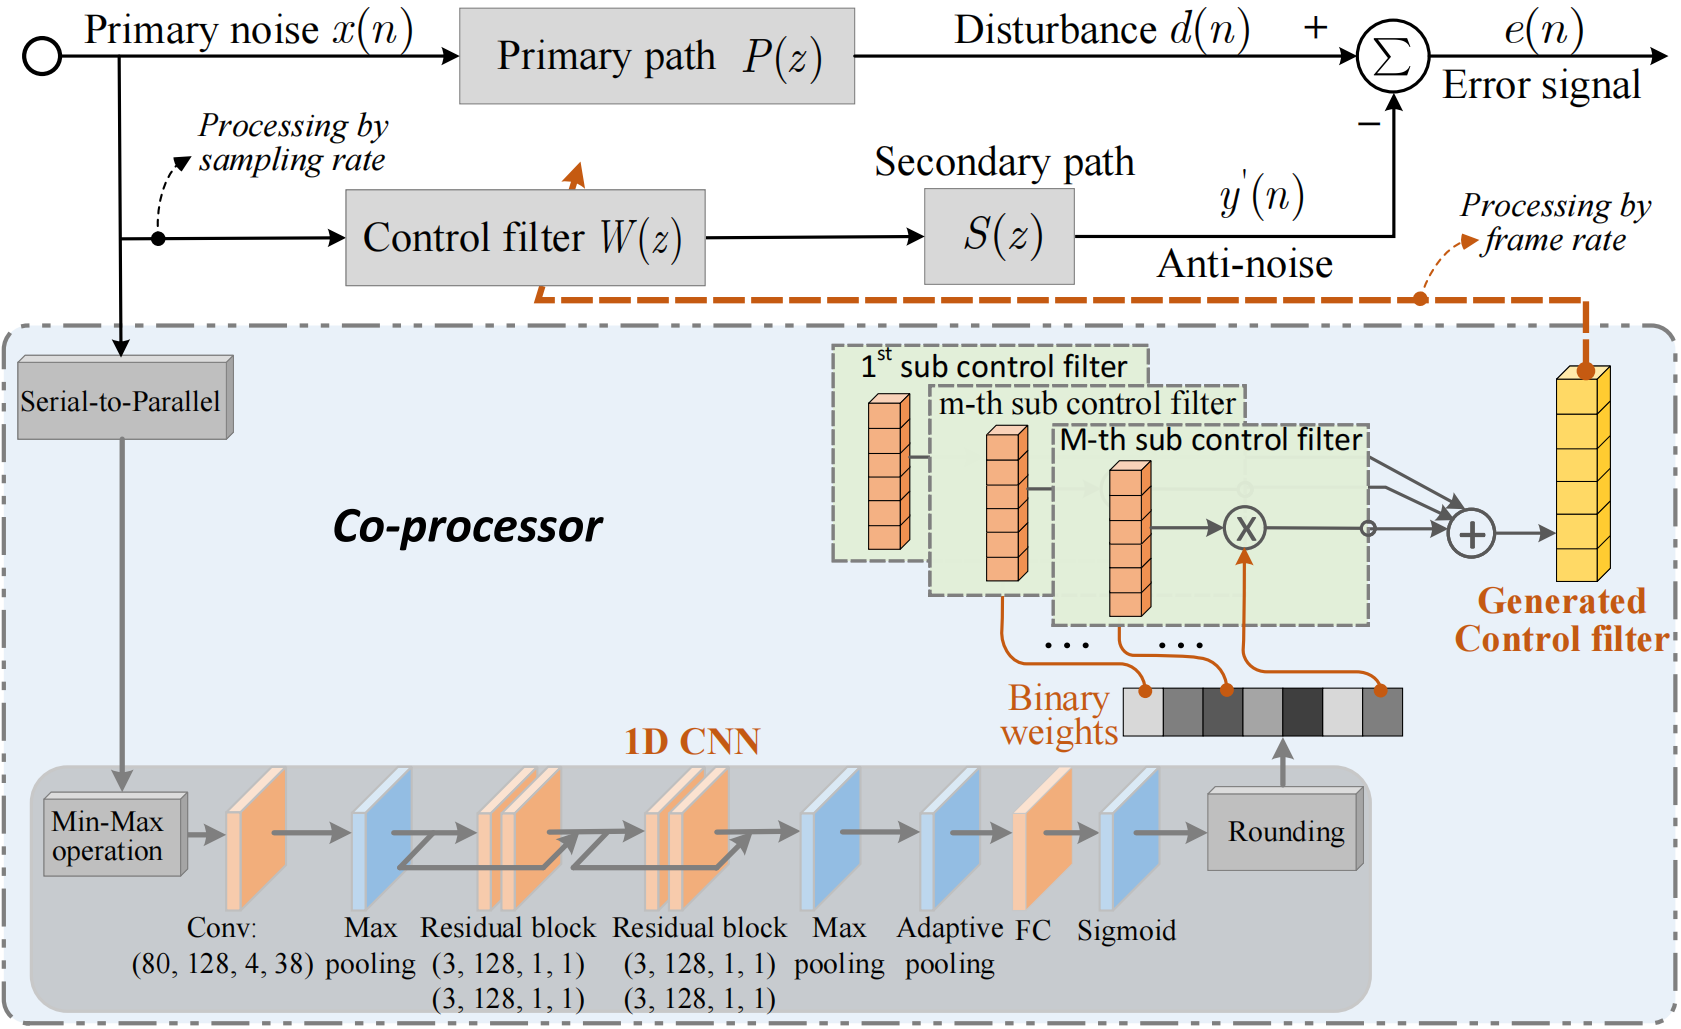 Primary noise x(n)
Primary path P(z)
Disturbance d(n)
+
Σ
e(n)
Error signal
−
Processing by
sampling rate
Control filter W(z)
Secondary path
S(z)
y'(n)
Anti-noise
Processing by
frame rate
Serial-to-Parallel
Co-processor
1st sub control filter
m-th sub control filter
M-th sub control filter
X
+
Generated
Control filter
...
...
Binary
weights
1D CNN
Min-Max
operation
Conv:
(80, 128, 4, 38)
Max
pooling
Residual block
(3, 128, 1, 1)
(3, 128, 1, 1)
Residual block
(3, 128, 1, 1)
(3, 128, 1, 1)
Max
pooling
Adaptive
pooling
FC
Sigmoid
Rounding